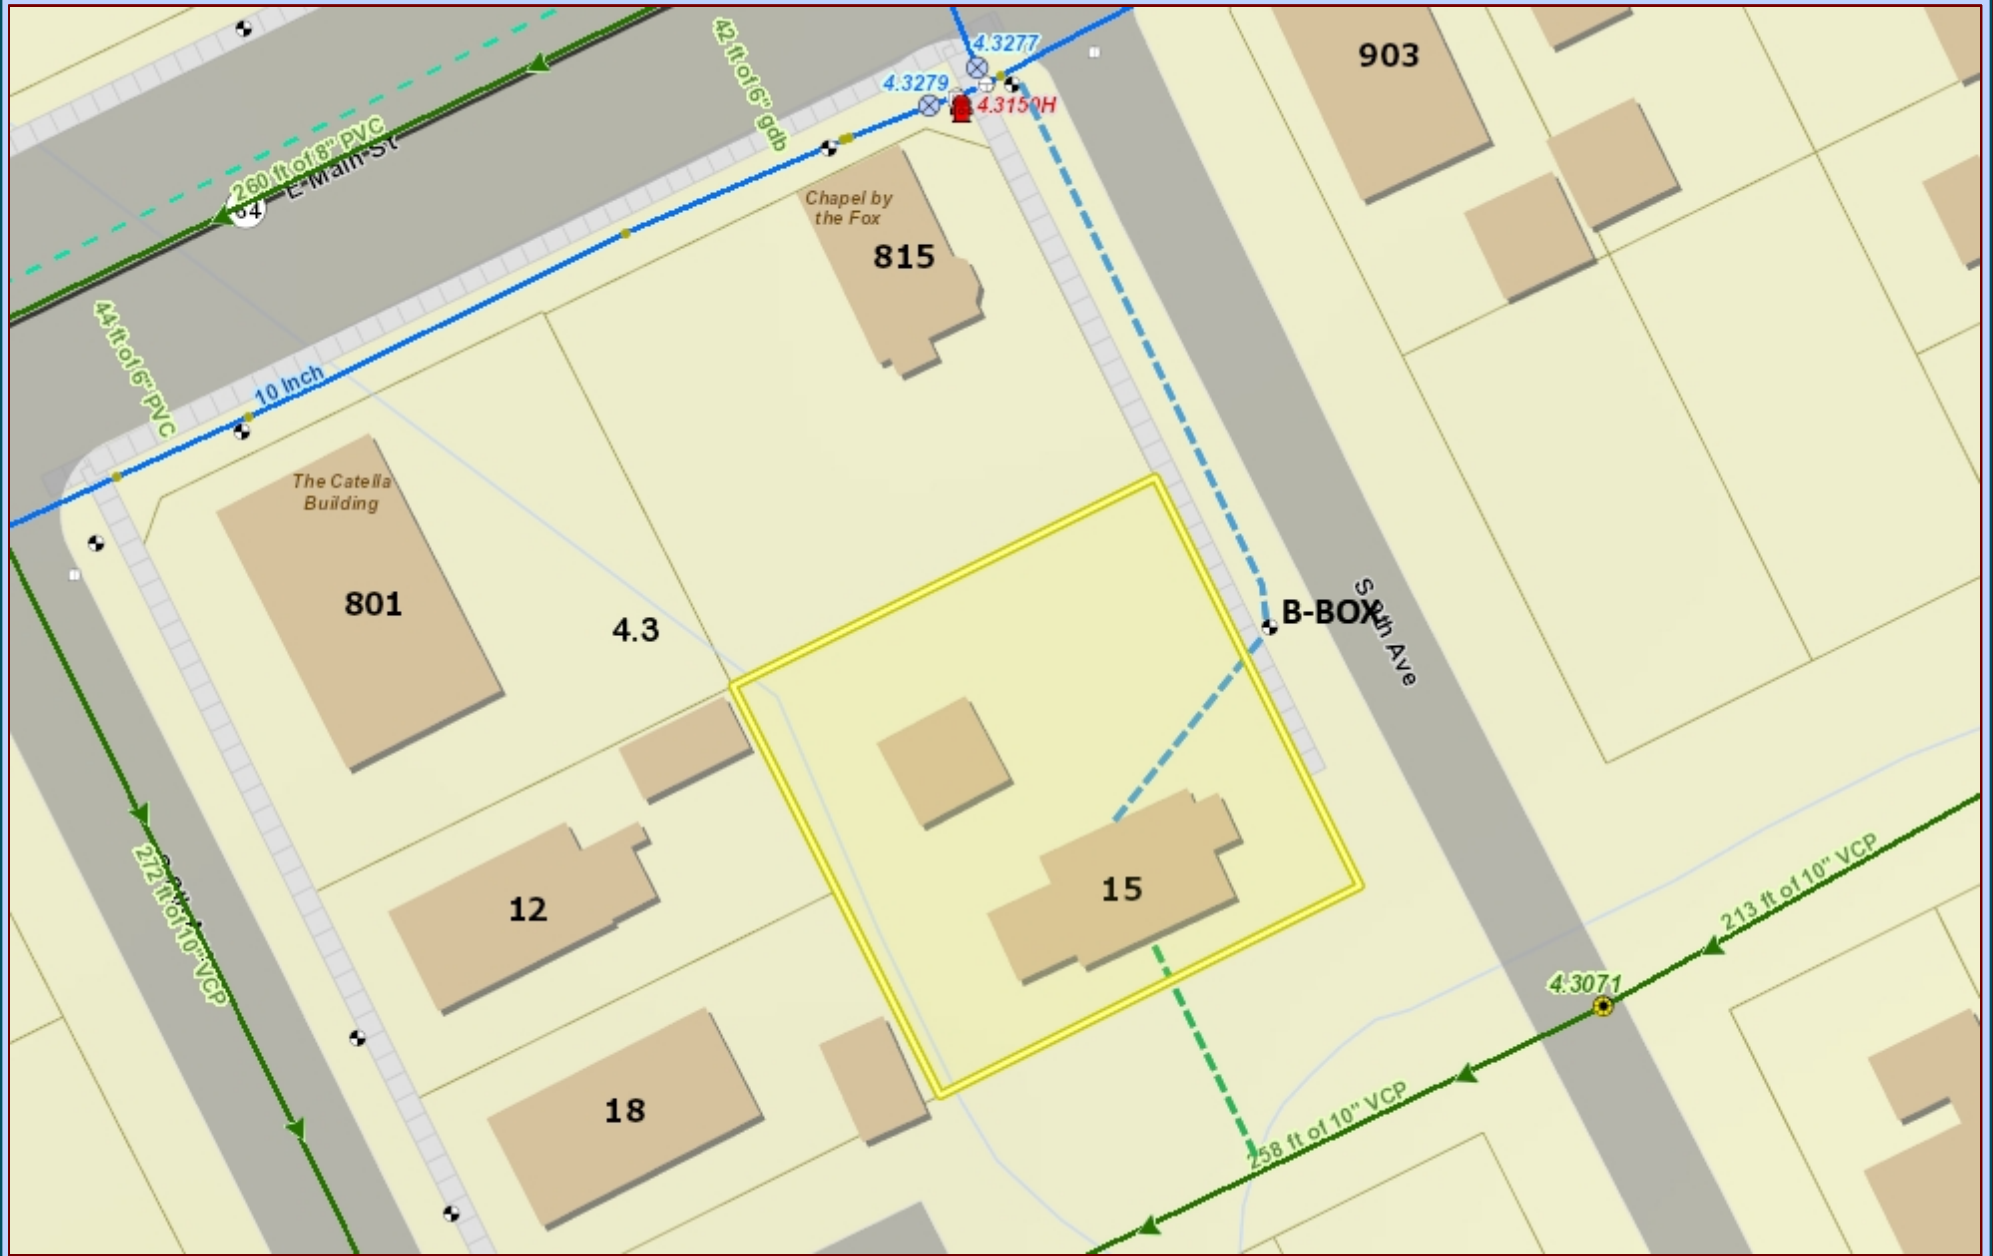 42 ft of 6" gdb
4.3277
903
4.3279
4.3150H
260 ft of 8" PVC
E Main St
64
Chapel by
the Fox
815
44 ft of 6" PVC
10 Inch
The Catella
Building
801
4.3
B-BOX
S 9th Ave
272 ft of 10" VCP
12
15
213 ft of 10" VCP
4.3071
18
258 ft of 10" VCP